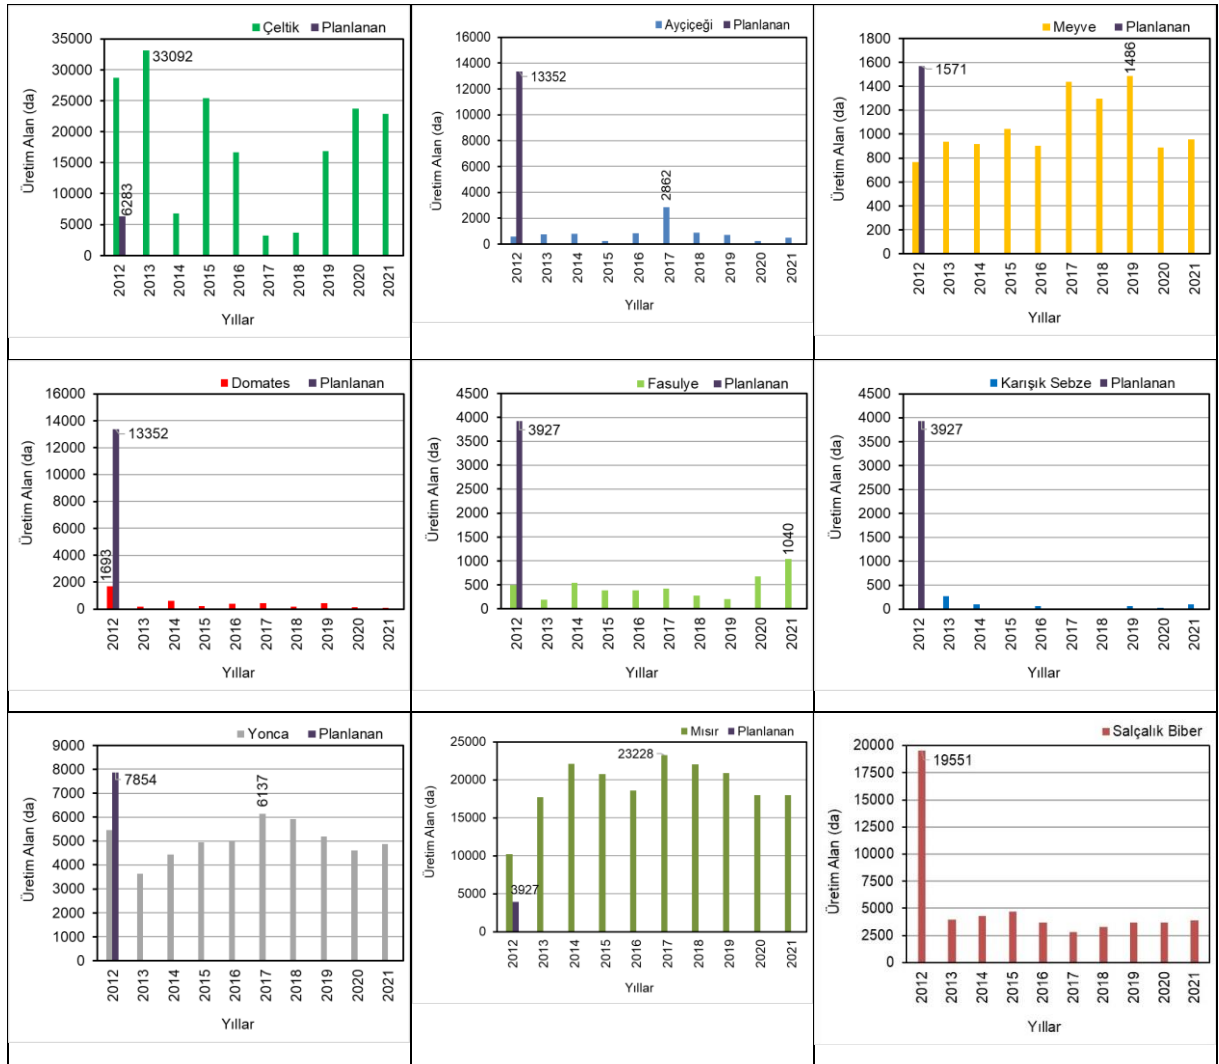 Çeltik Planlanan
Üretim Alan (da)
35000
30000
25000
20000
15000
10000
5000
0
33092
6283
2012 2013 2014 2015 2016 2017 2018 2019 2020 2021
Yıllar
Ayçiçeği Planlanan
Üretim Alan (da)
16000
14000
12000
10000
8000
6000
4000
2000
0
13352
2862
2012 2013 2014 2015 2016 2017 2018 2019 2020 2021
Yıllar
Meyve Planlanan
Üretim Alan (da)
1800
1600
1400
1200
1000
800
600
400
200
0
1571
1486
2012 2013 2014 2015 2016 2017 2018 2019 2020 2021
Yıllar
Domates Planlanan
Üretim Alan (da)
16000
14000
12000
10000
8000
6000
4000
2000
0
13352
1693
2012 2013 2014 2015 2016 2017 2018 2019 2020 2021
Yıllar
Fasulye Planlanan
Üretim Alan (da)
4500
4000
3500
3000
2500
2000
1500
1000
500
0
3927
1040
2012 2013 2014 2015 2016 2017 2018 2019 2020 2021
Yıllar
Karışık Sebze Planlanan
Üretim Alan (da)
4500
4000
3500
3000
2500
2000
1500
1000
500
0
3927
2012 2013 2014 2015 2016 2017 2018 2019 2020 2021
Yıllar
Yonca Planlanan
Üretim Alan (da)
9000
8000
7000
6000
5000
4000
3000
2000
1000
0
7854
6137
2012 2013 2014 2015 2016 2017 2018 2019 2020 2021
Yıllar
Mısır Planlanan
Üretim Alan (da)
25000
20000
15000
10000
5000
0
23228
3927
2012 2013 2014 2015 2016 2017 2018 2019 2020 2021
Yıllar
Salçalık Biber
Üretim Alan (da)
20000
17500
15000
12500
10000
7500
5000
2500
0
19551
2012 2013 2014 2015 2016 2017 2018 2019 2020 2021
Yıllar